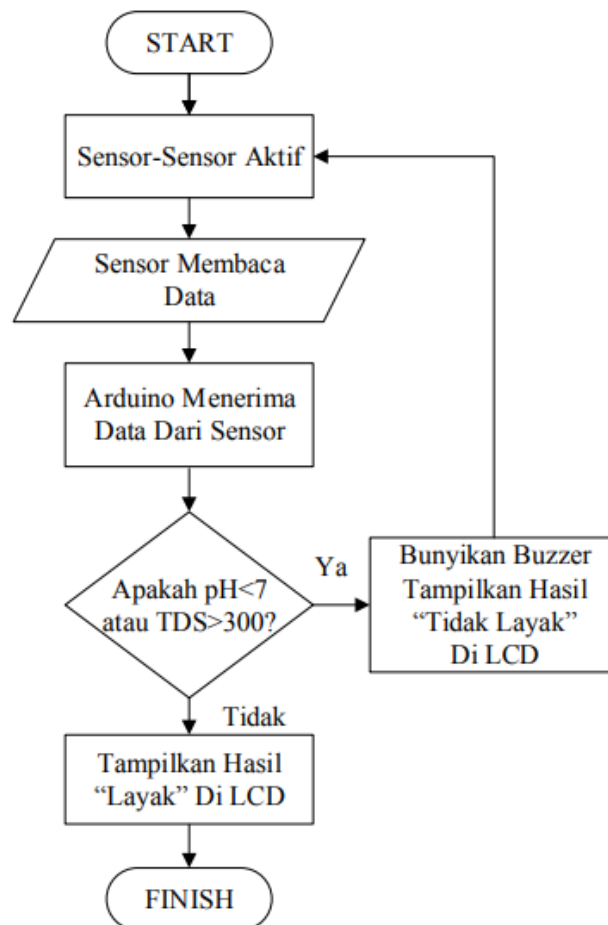 START
Sensor-Sensor Aktif
Sensor Membaca
Data
Arduino Menerima
Data Dari Sensor
Apakah pH<7
atau TDS>300?
Ya
Bunyikan Buzzer
Tampilkan Hasil
“Tidak Layak”
Di LCD
Tidak
Tampilkan Hasil
“Layak” Di LCD
FINISH